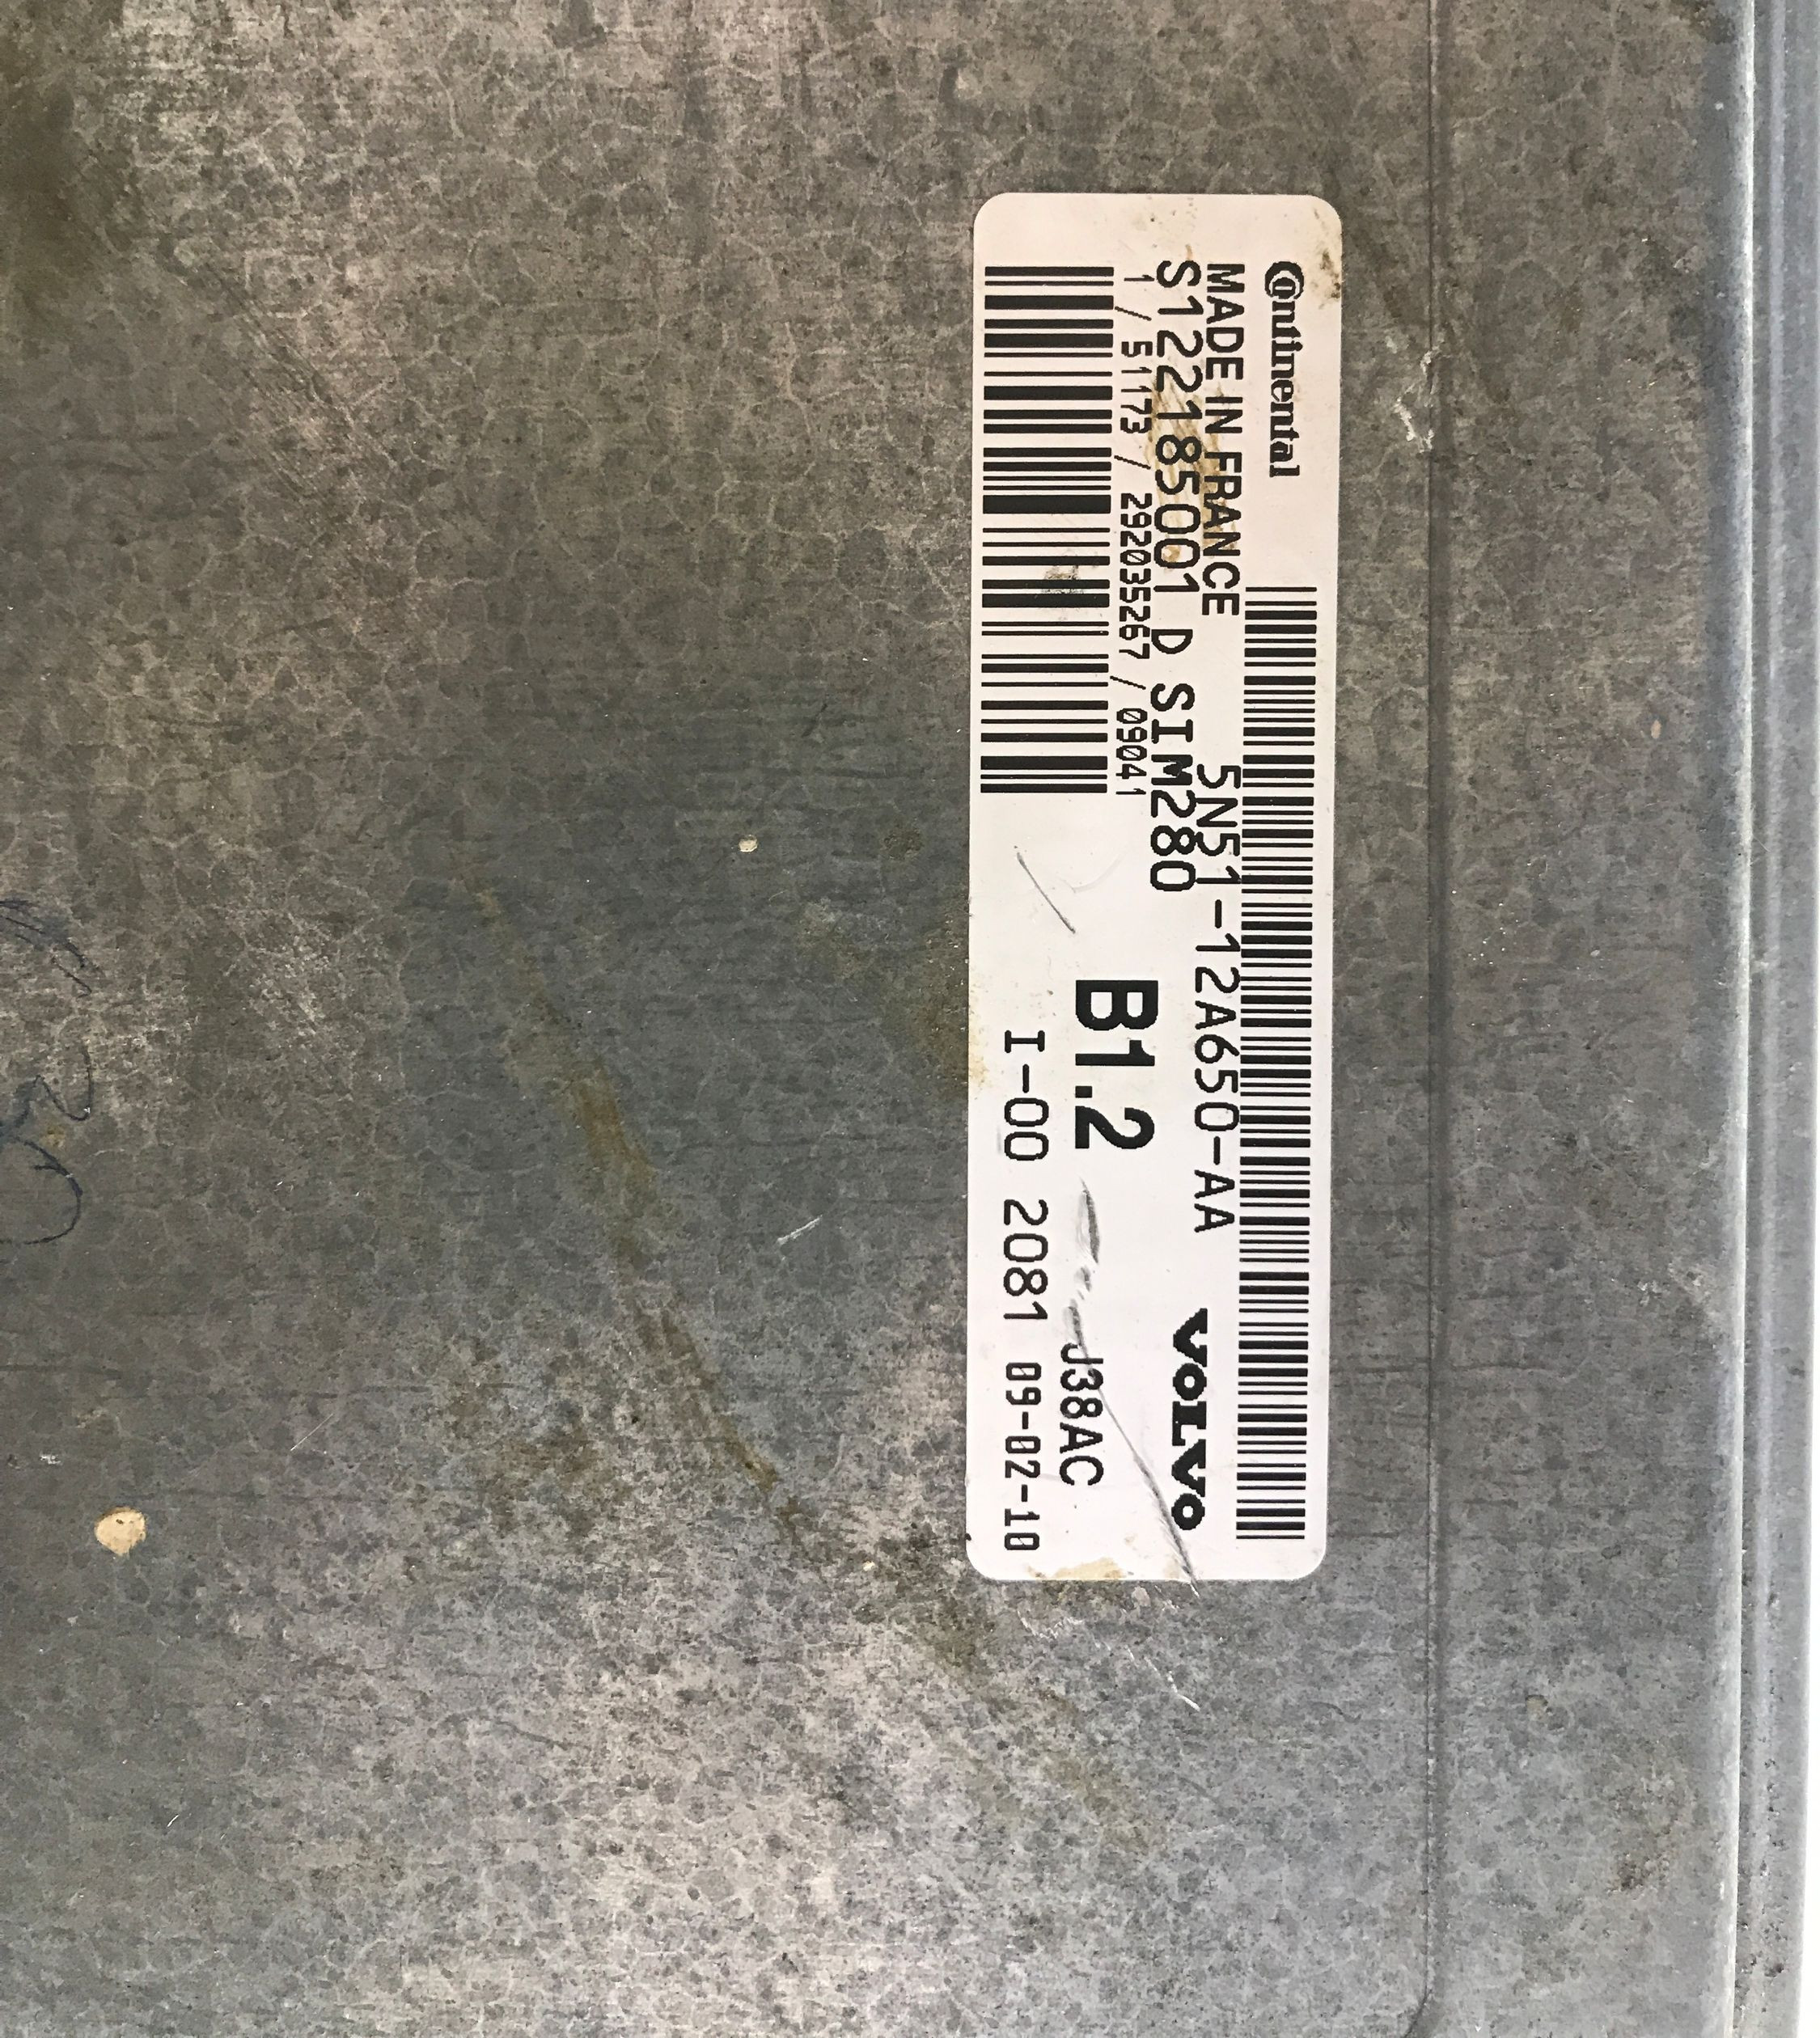 Continental
MADE IN FRANCE
5N51-12A650-AA
VOLVO
S122185001 D SIM280
1 / 51173 / 292035267 / 09041
B1.2
J38AC
I-00 2081 09-02-10